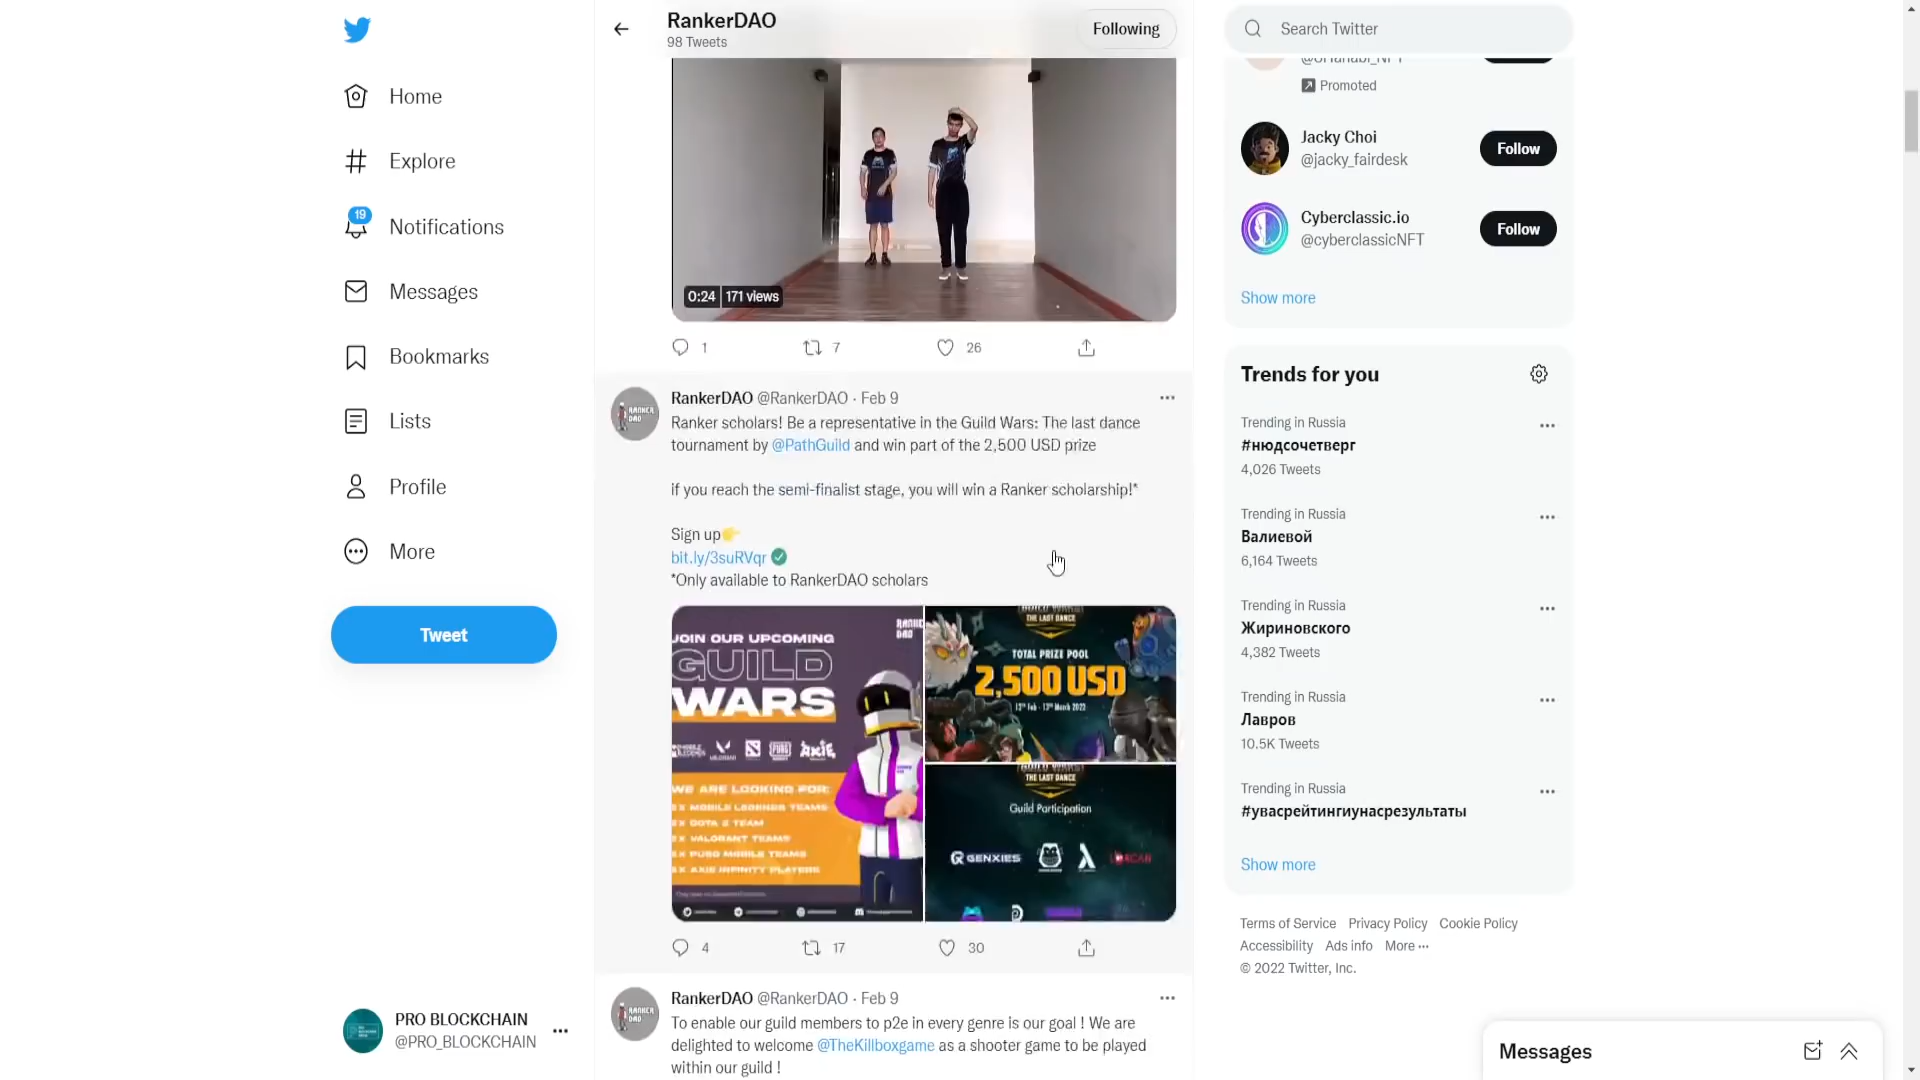 RankerDAO
98 Tweets
Following
Search Twitter
Home
Explore
19
Notifications
Messages
Bookmarks
Lists
Profile
More
Tweet
PRO BLOCKCHAIN
@PRO_BLOCKCHAIN
0:24 171 views
1 7 26
RankerDAO @RankerDAO · Feb 9
Ranker scholars! Be a representative in the Guild Wars: The last dance
tournament by @PathGuild and win part of the 2,500 USD prize
if you reach the semi-finalist stage, you will win a Ranker scholarship!*
Sign up👉
bit.ly/3suRVqr
*Only available to RankerDAO scholars
RANKER
DAO
JOIN OUR UPCOMING
GUILD
WARS
WE ARE LOOKING FOR:
MOBILE LEGENDS TEAMS
DOTA 2 TEAM
VALORANT TEAMS
PUBG MOBILE TEAMS
AXIE INFINITY PLAYERS
GUILD WARS:
THE LAST DANCE
TOTAL PRIZE POOL
2,500 USD
12th Feb - 13th March 2022
GUILD WARS:
THE LAST DANCE
Guild Participation
GENXIES
4 17 30
RankerDAO @RankerDAO · Feb 9
To enable our guild members to p2e in every genre is our goal ! We are
delighted to welcome @TheKillboxgame as a shooter game to be played
within our guild !
Promoted
Jacky Choi
@jacky_fairdesk
Follow
Cyberclassic.io
@cyberclassicNFT
Follow
Show more
Trends for you
Trending in Russia
#нюдсочетверг
4,026 Tweets
Trending in Russia
Валиевой
6,164 Tweets
Trending in Russia
Жириновского
4,382 Tweets
Trending in Russia
Лавров
10.5K Tweets
Trending in Russia
#увасрейтингиунасрезультаты
Show more
Terms of Service Privacy Policy Cookie Policy
Accessibility Ads info More ···
© 2022 Twitter, Inc.
Messages